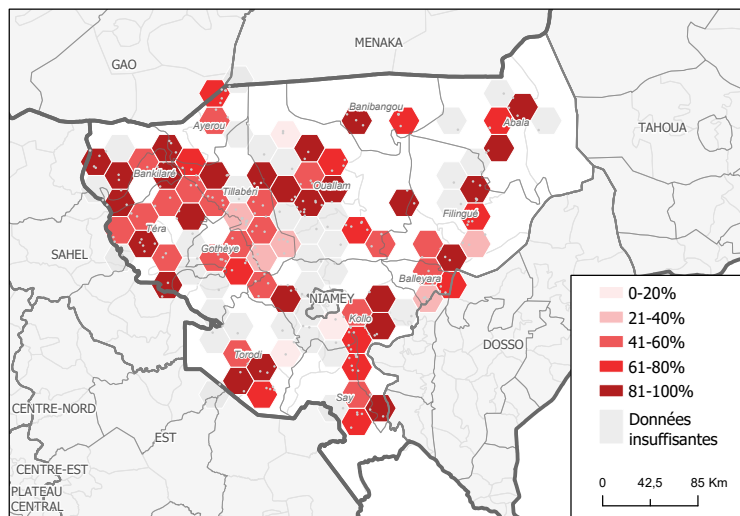 MENAKA
GAO
TAHOUA
Banibangou
Ayerou
Abala
Bankilaré
Tillabéri
Ouallam
Filingué
Téra
SAHEL
Gothèye
Balleyara
NIAMEY
Kollo
DOSSO
Torodi
Say
CENTRE-NORD
EST
CENTRE-EST
PLATEAU
CENTRAL
0-20%
21-40%
41-60%
61-80%
81-100%
Données
insuffisantes
0 42,5 85 Km